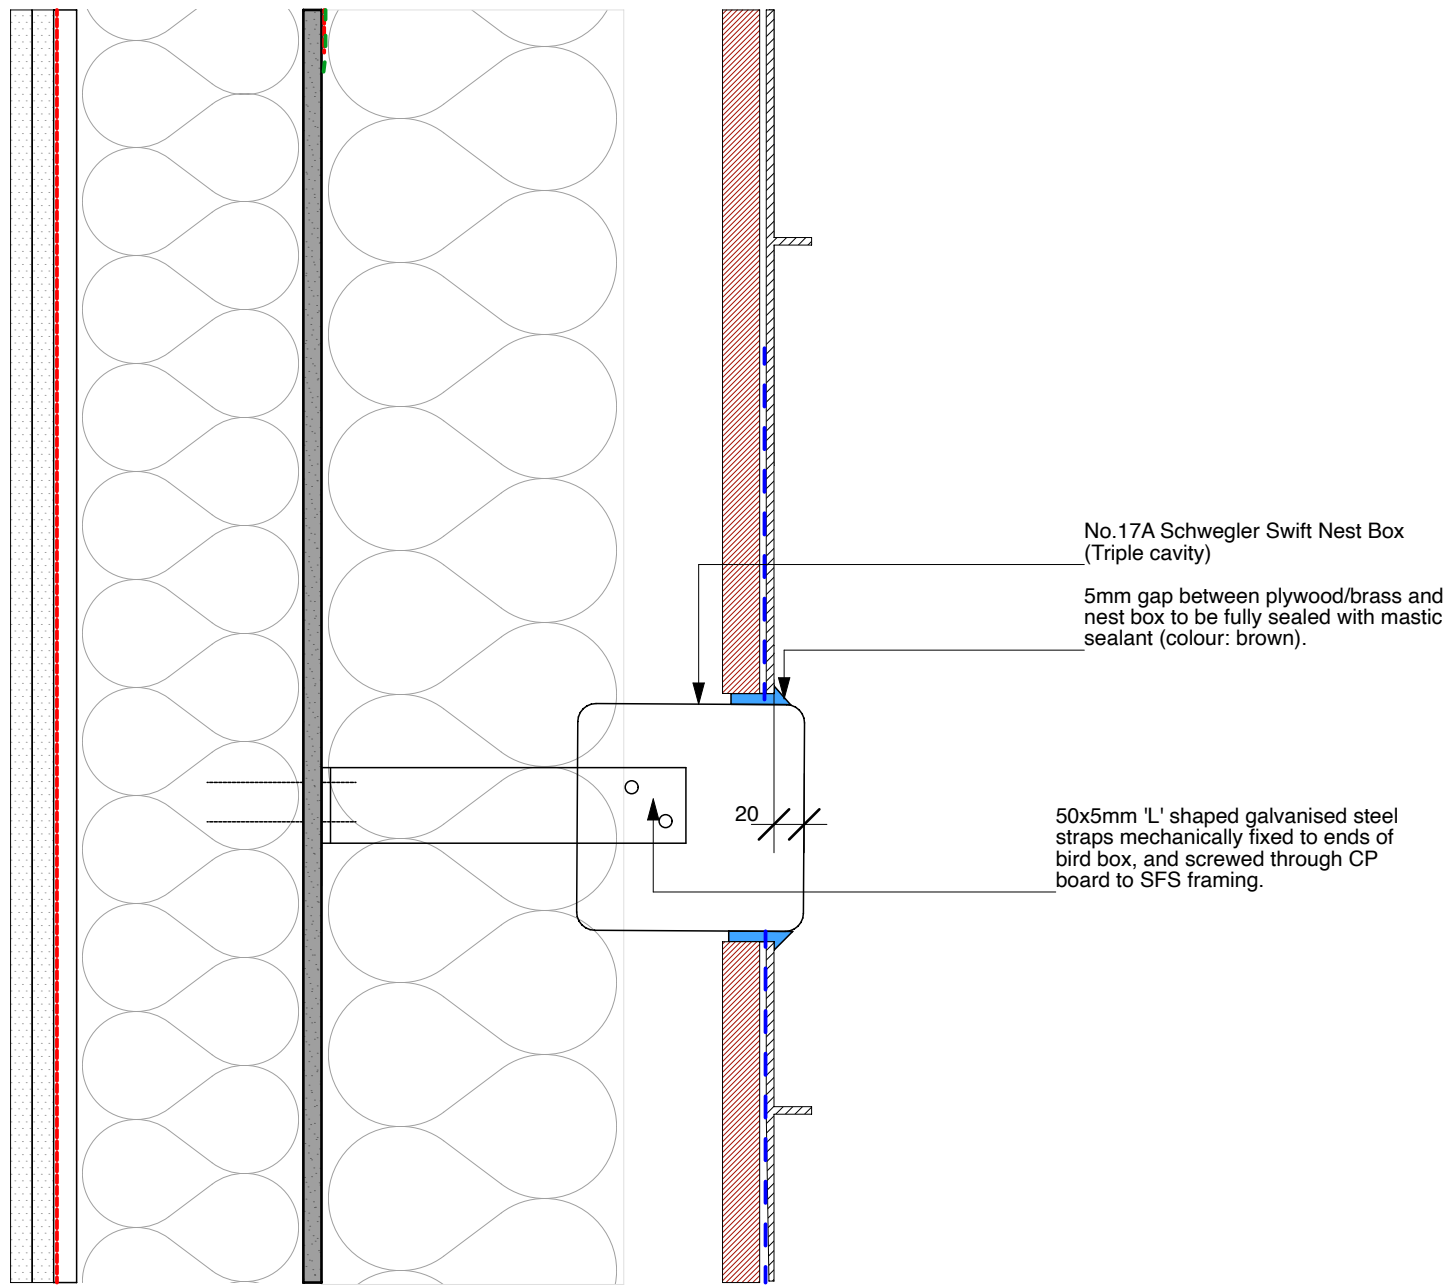 No.17A Schwegler Swift Nest Box
(Triple cavity)
5mm gap between plywood/brass and
nest box to be fully sealed with mastic
sealant (colour: brown).
20
50x5mm 'L' shaped galvanised steel
straps mechanically fixed to ends of
bird box, and screwed through CP
board to SFS framing.